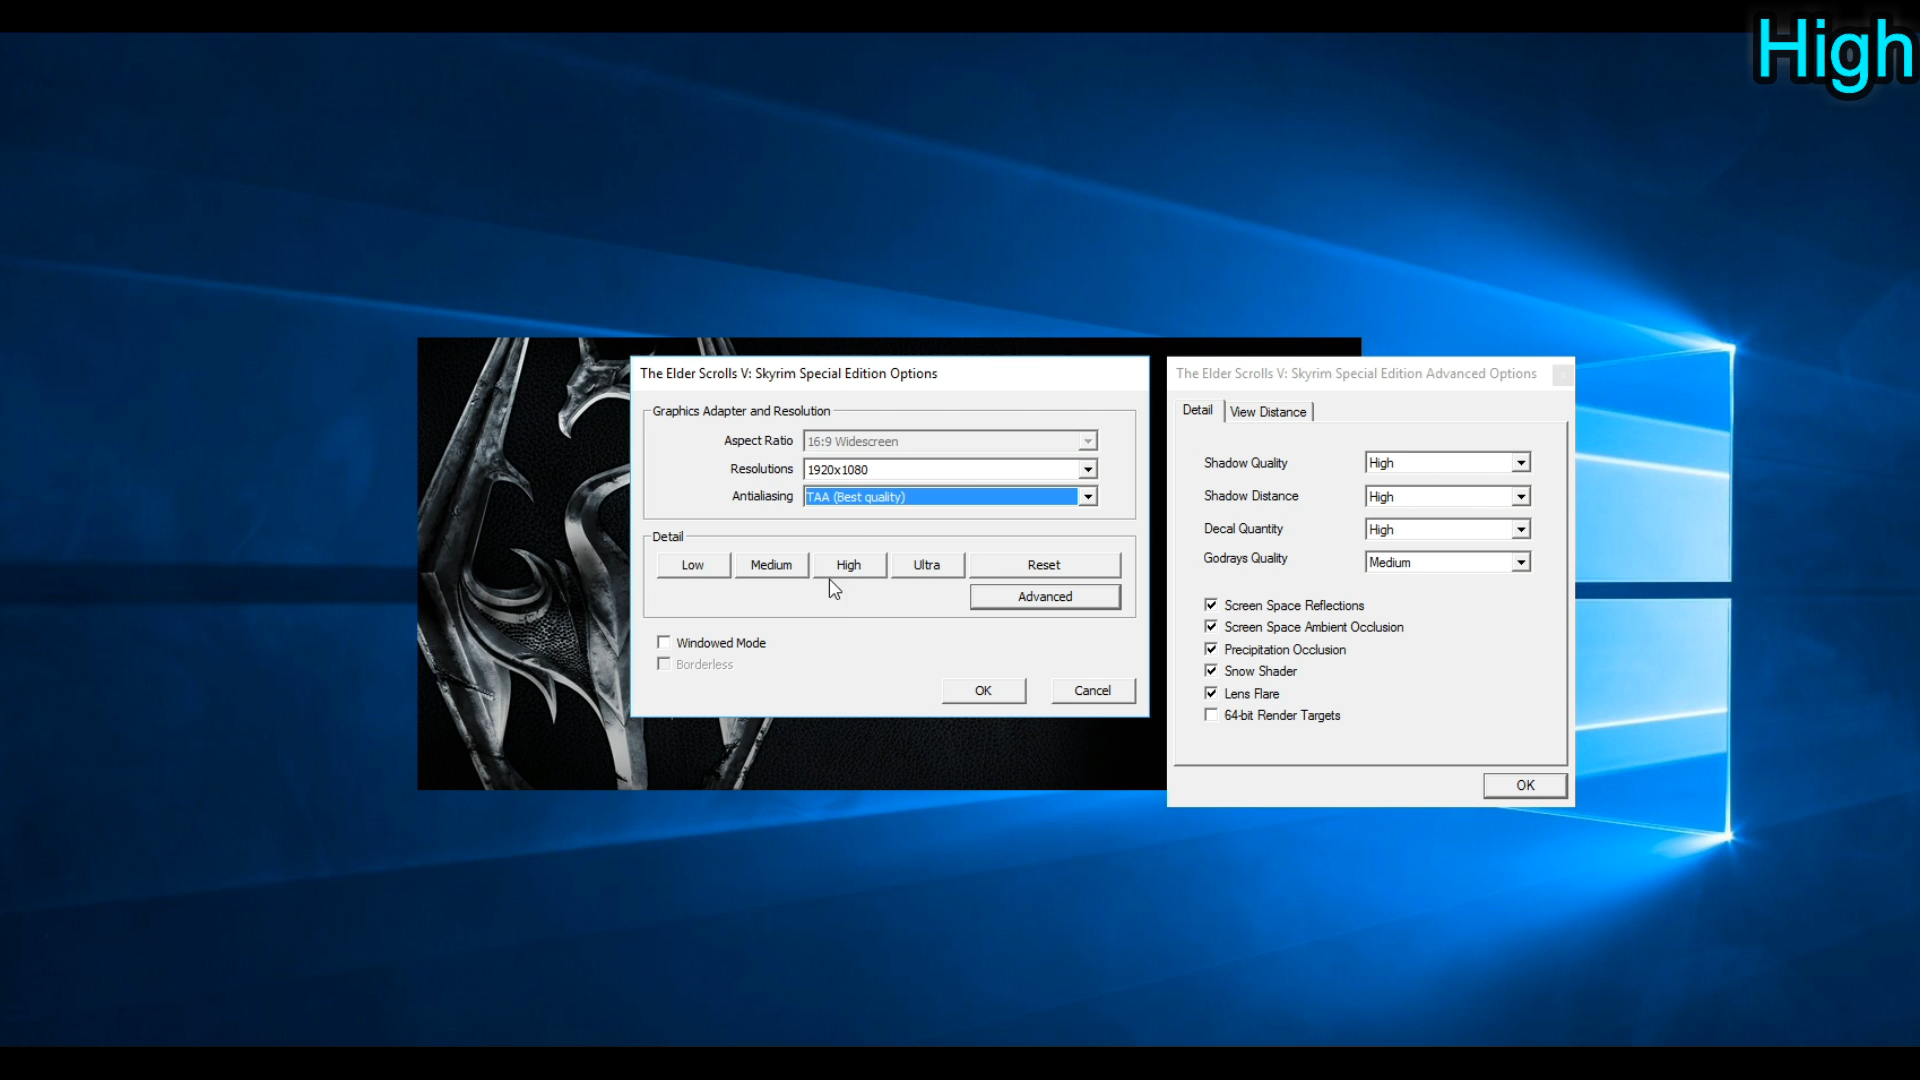 High
The Elder Scrolls V: Skyrim Special Edition Options
Graphics Adapter and Resolution
Aspect Ratio 16:9 Widescreen
Resolutions 1920x1080
Antialiasing TAA (Best quality)
Detail
Low Medium High Ultra Reset
Advanced
Windowed Mode
Borderless
OK Cancel
The Elder Scrolls V: Skyrim Special Edition Advanced Options
Detail View Distance
Shadow Quality High
Shadow Distance High
Decal Quantity High
Godrays Quality Medium
Screen Space Reflections
Screen Space Ambient Occlusion
Precipitation Occlusion
Snow Shader
Lens Flare
64-bit Render Targets
OK